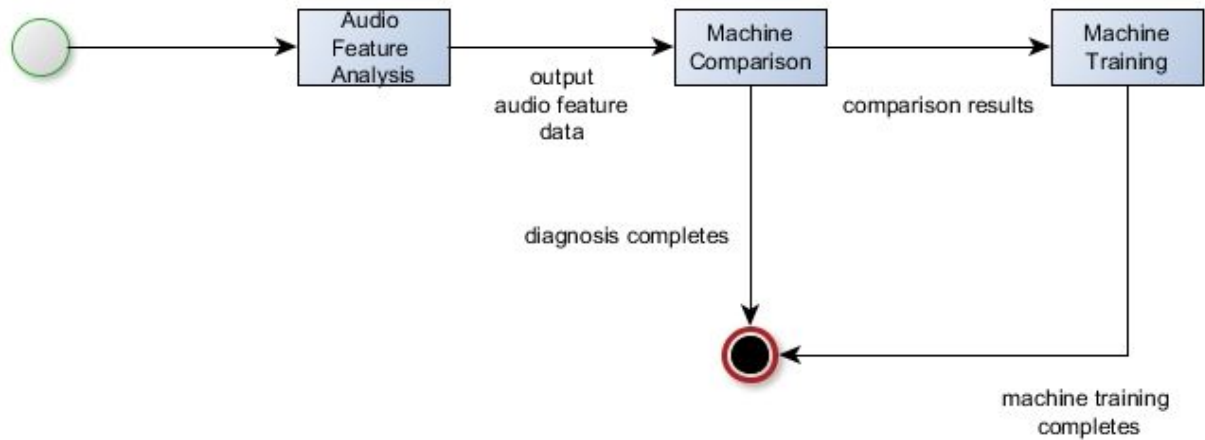 Audio
Feature
Analysis
output
audio feature
data
Machine
Comparison
comparison results
Machine
Training
diagnosis completes
machine training
completes